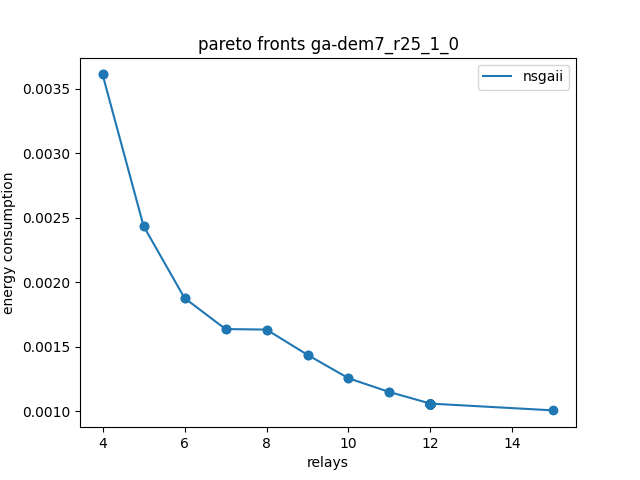 pareto fronts ga-dem7_r25_1_0
nsgaii
0.0035
0.0030
0.0025
0.0020
0.0015
0.0010
energy consumption
4 6 8 10 12 14
relays